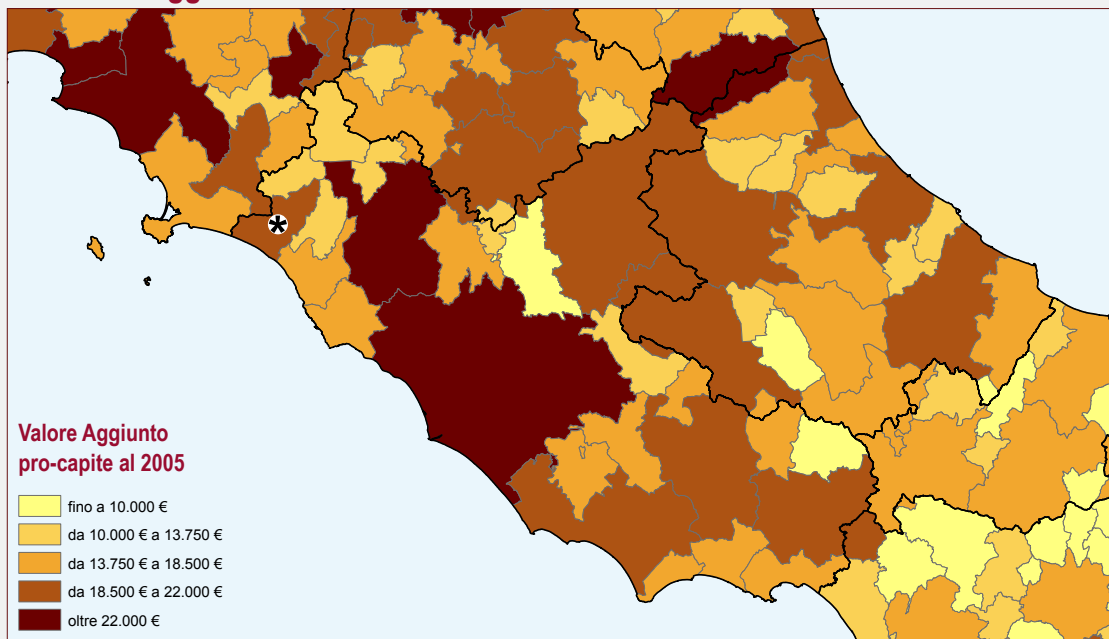 Valore Aggiunto
pro-capite al 2005
fino a 10.000 €
da 10.000 € a 13.750 €
da 13.750 € a 18.500 €
da 18.500 € a 22.000 €
oltre 22.000 €